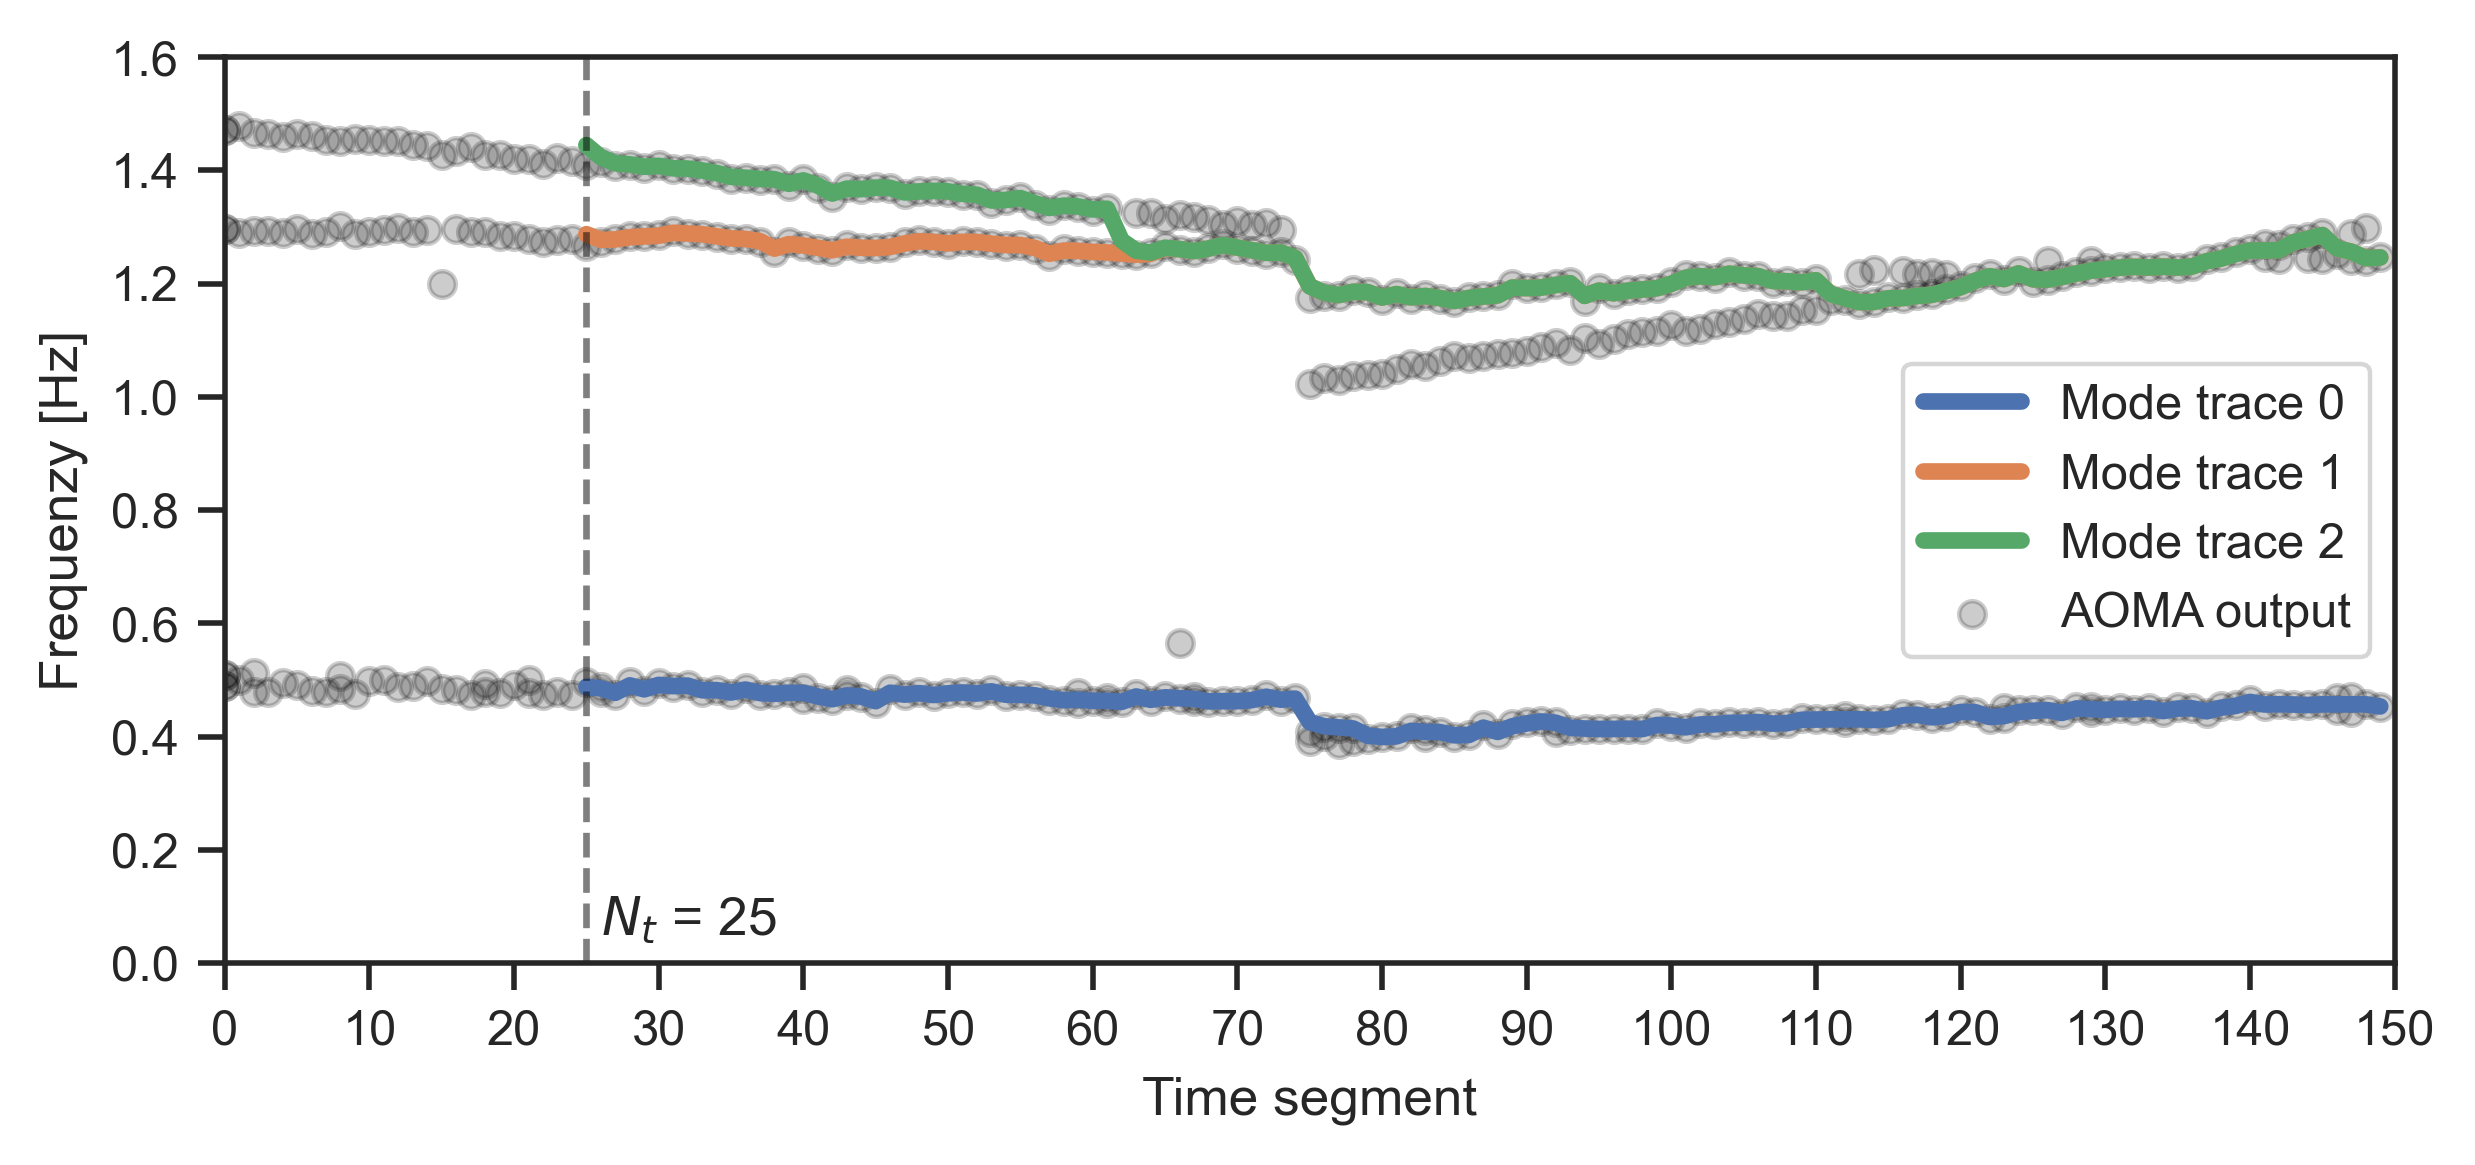 1.6
1.4
1.2
1.0
0.8
0.6
0.4
0.2
0.0
Frequenzy [Hz]
Mode trace 0
Mode trace 1
Mode trace 2
AOMA output
N_t = 25
0 10 20 30 40 50 60 70 80 90 100 110 120 130 140 150
Time segment